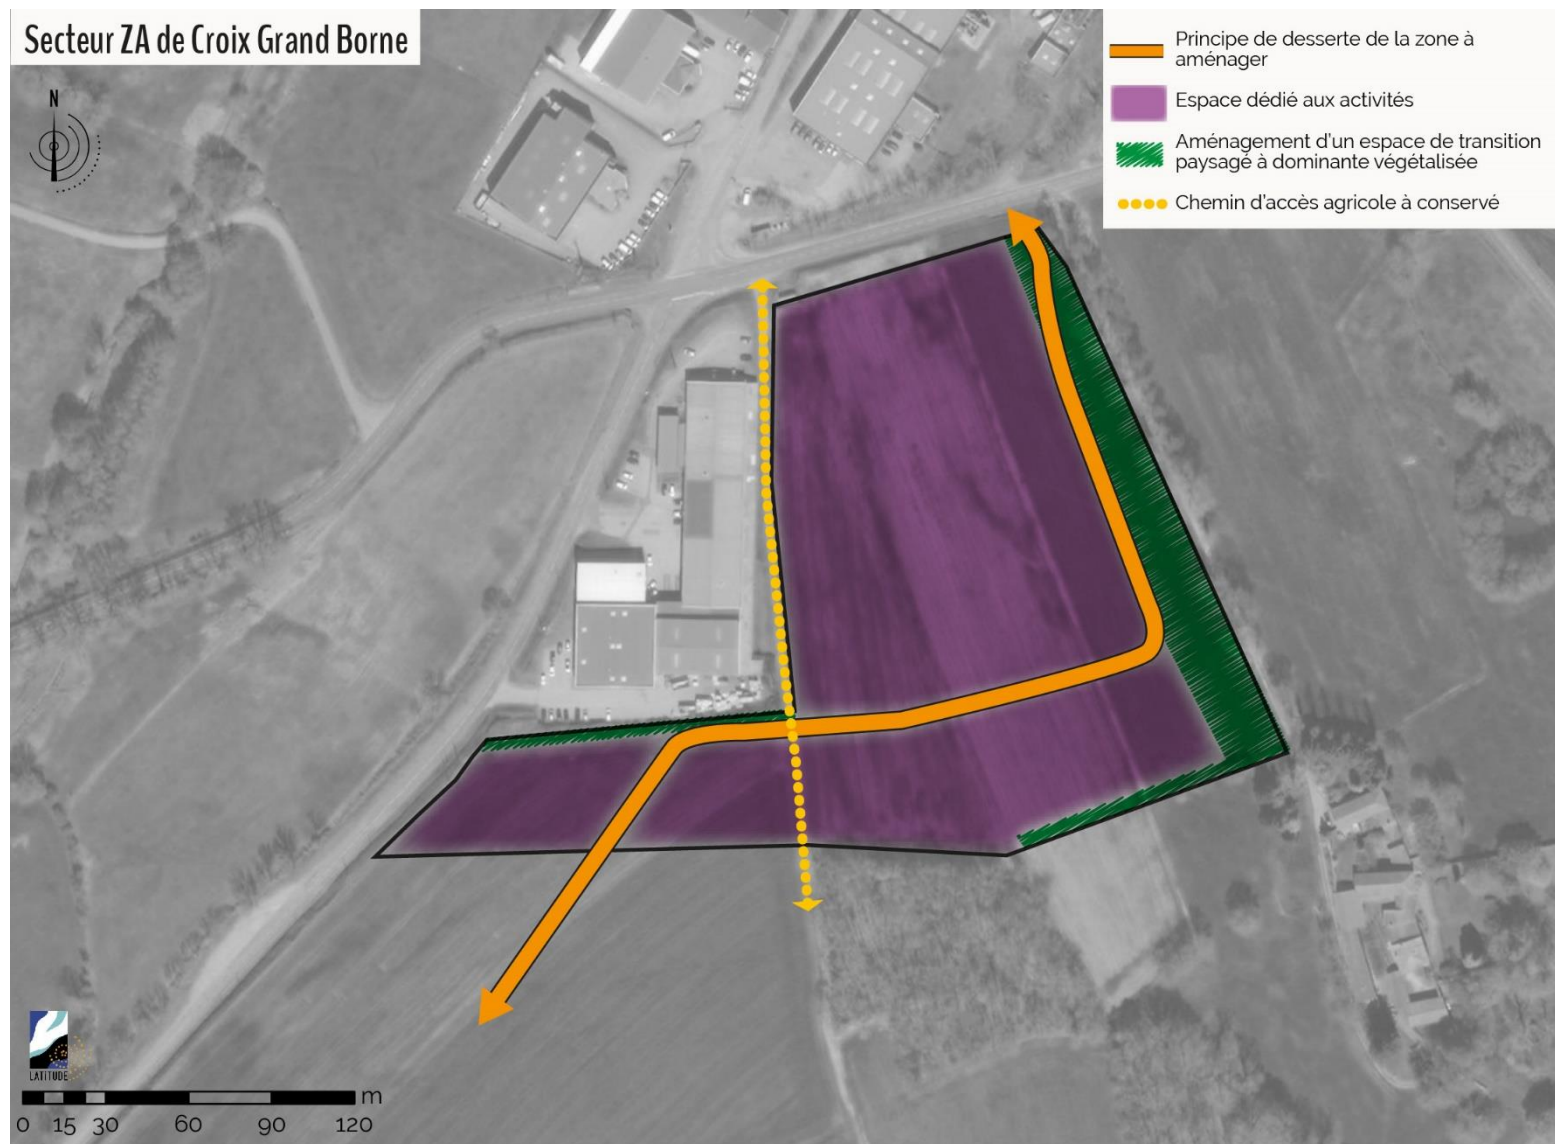 Secteur ZA de Croix Grand Borne
N
Principe de desserte de la zone à
aménager
Espace dédié aux activités
Aménagement d'un espace de transition
paysagé à dominante végétalisée
Chemin d'accès agricole à conservé
LATITUDE
m
0 15 30 60 90 120